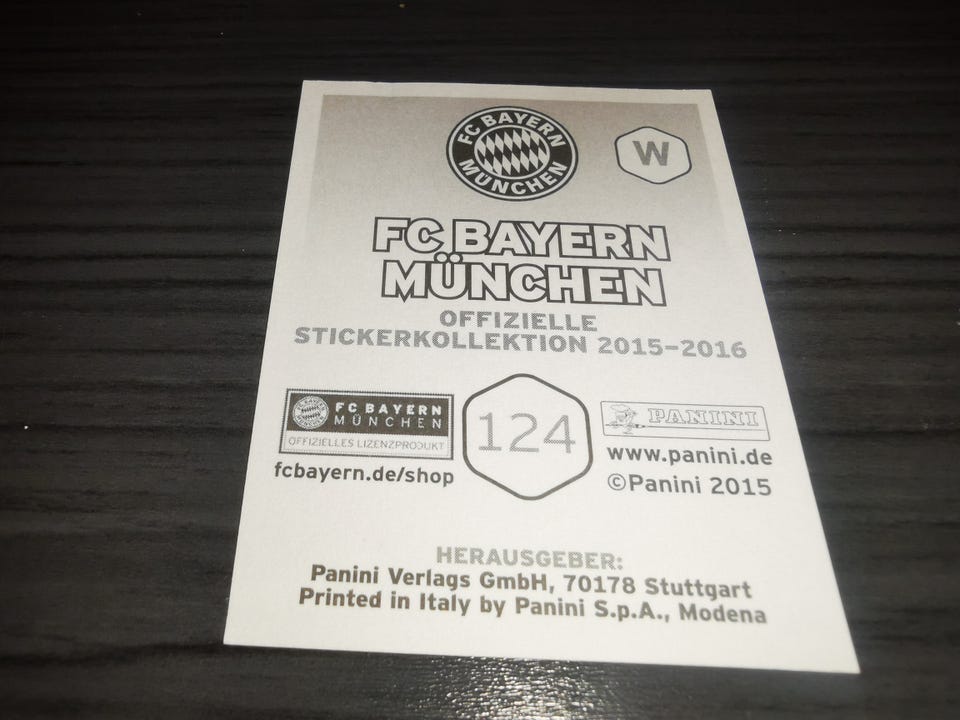 FC BAYERN
MÜNCHEN
W
FC BAYERN
MÜNCHEN
OFFIZIELLE
STICKERKOLLEKTION 2015-2016
FC BAYERN
MÜNCHEN
OFFIZIELLES LIZENZPRODUKT
fcbayern.de/shop
124
PANINI
www.panini.de
©Panini 2015
HERAUSGEBER:
Panini Verlags GmbH, 70178 Stuttgart
Printed in Italy by Panini S.p.A., Modena